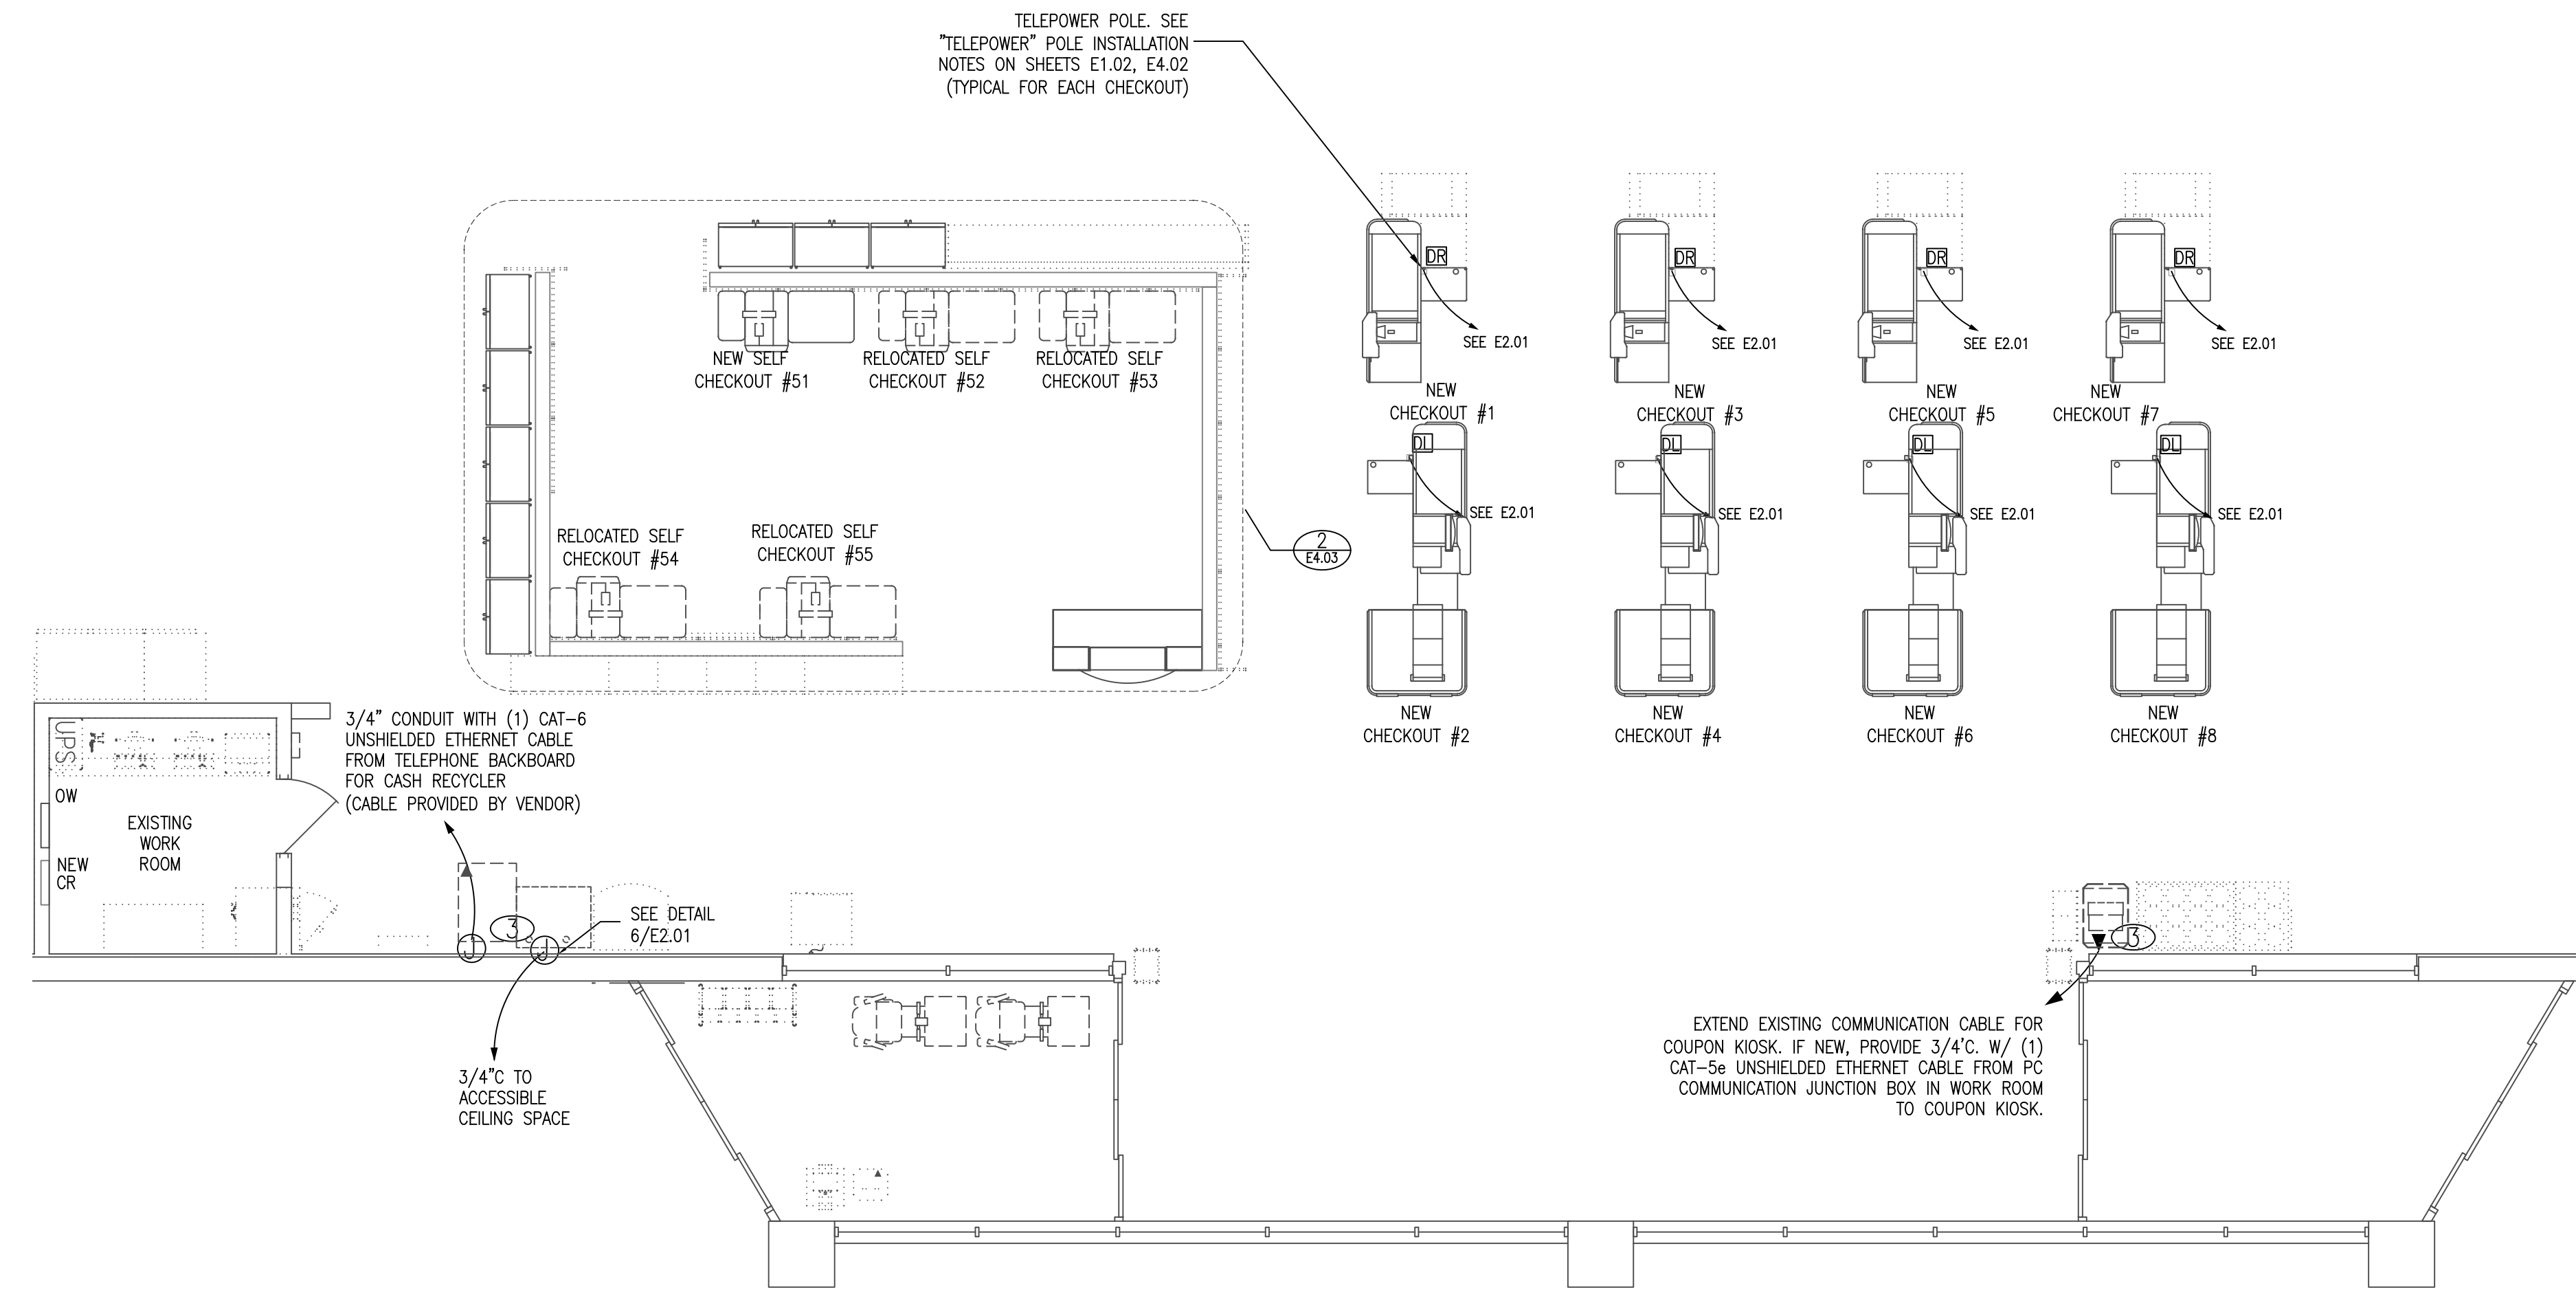 TELEPOWER POLE. SEE
"TELEPOWER" POLE INSTALLATION
NOTES ON SHEETS E1.02, E4.02
(TYPICAL FOR EACH CHECKOUT)
DR
DR
DR
DR
SEE E2.01
SEE E2.01
SEE E2.01
SEE E2.01
NEW SELF
CHECKOUT #51
RELOCATED SELF
CHECKOUT #52
RELOCATED SELF
CHECKOUT #53
NEW
CHECKOUT #1
NEW
CHECKOUT #3
NEW
CHECKOUT #5
NEW
CHECKOUT #7
DL
DL
DL
DL
SEE E2.01
SEE E2.01
SEE E2.01
SEE E2.01
RELOCATED SELF
CHECKOUT #54
RELOCATED SELF
CHECKOUT #55
2
E4.03
NEW
CHECKOUT #2
NEW
CHECKOUT #4
NEW
CHECKOUT #6
NEW
CHECKOUT #8
UPS
OW
EXISTING
WORK
ROOM
NEW
CR
3/4" CONDUIT WITH (1) CAT-6
UNSHIELDED ETHERNET CABLE
FROM TELEPHONE BACKBOARD
FOR CASH RECYCLER
(CABLE PROVIDED BY VENDOR)
SEE DETAIL
6/E2.01
J
3
J
3
3/4"C TO
ACCESSIBLE
CEILING SPACE
EXTEND EXISTING COMMUNICATION CABLE FOR
COUPON KIOSK. IF NEW, PROVIDE 3/4'C. W/ (1)
CAT-5e UNSHIELDED ETHERNET CABLE FROM PC
COMMUNICATION JUNCTION BOX IN WORK ROOM
TO COUPON KIOSK.